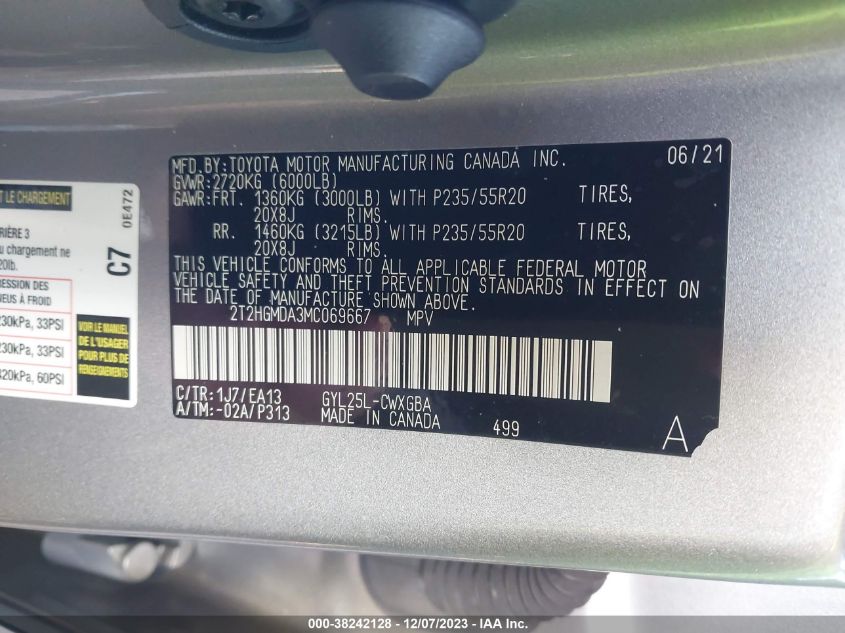 MFD.BY:TOYOTA MOTOR MANUFACTURING CANADA INC. 06/21
GVWR:2720KG (6000LB)
GAWR:FRT. 1360KG (3000LB) WITH P235/55R20 TIRES,
20X8J RIMS.
RR. 1460KG (3215LB) WITH P235/55R20 TIRES,
20X8J RIMS.
THIS VEHICLE CONFORMS TO ALL APPLICABLE FEDERAL MOTOR
VEHICLE SAFETY AND THEFT PREVENTION STANDARDS IN EFFECT ON
THE DATE OF MANUFACTURE SHOWN ABOVE.
2T2HGMDA3MC069667 MPV
C/TR:1J7/EA13 GYL25L-CWXGBA
A/TM:-02A/P313 MADE IN CANADA 499 A
LE CHARGEMENT
0E472
C7
3
chargement ne
DES
À FROID
230kPa, 33PSI
230kPa, 33PSI
420kPa, 60PSI
VOIR LE MANUEL
DE L'USAGER
POUR PLUS DE
RENSEIGNEMENTS
000-38242128 - 12/07/2023 - IAA Inc.